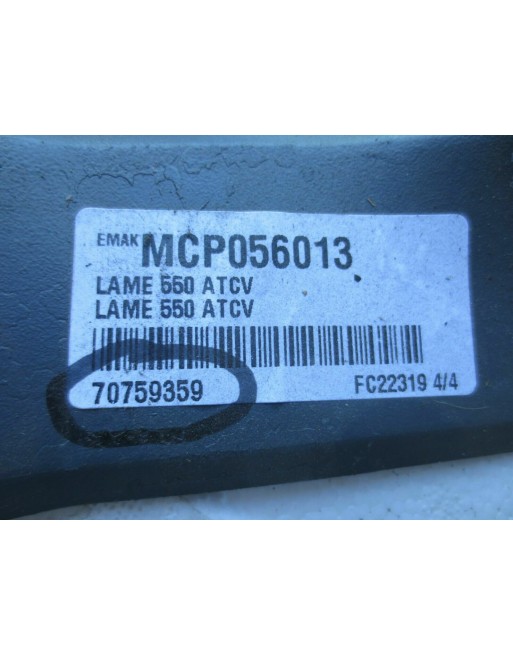 EMAK MCP056013
LAME 550 ATCV
LAME 550 ATCV
70759359 FC22319 4/4